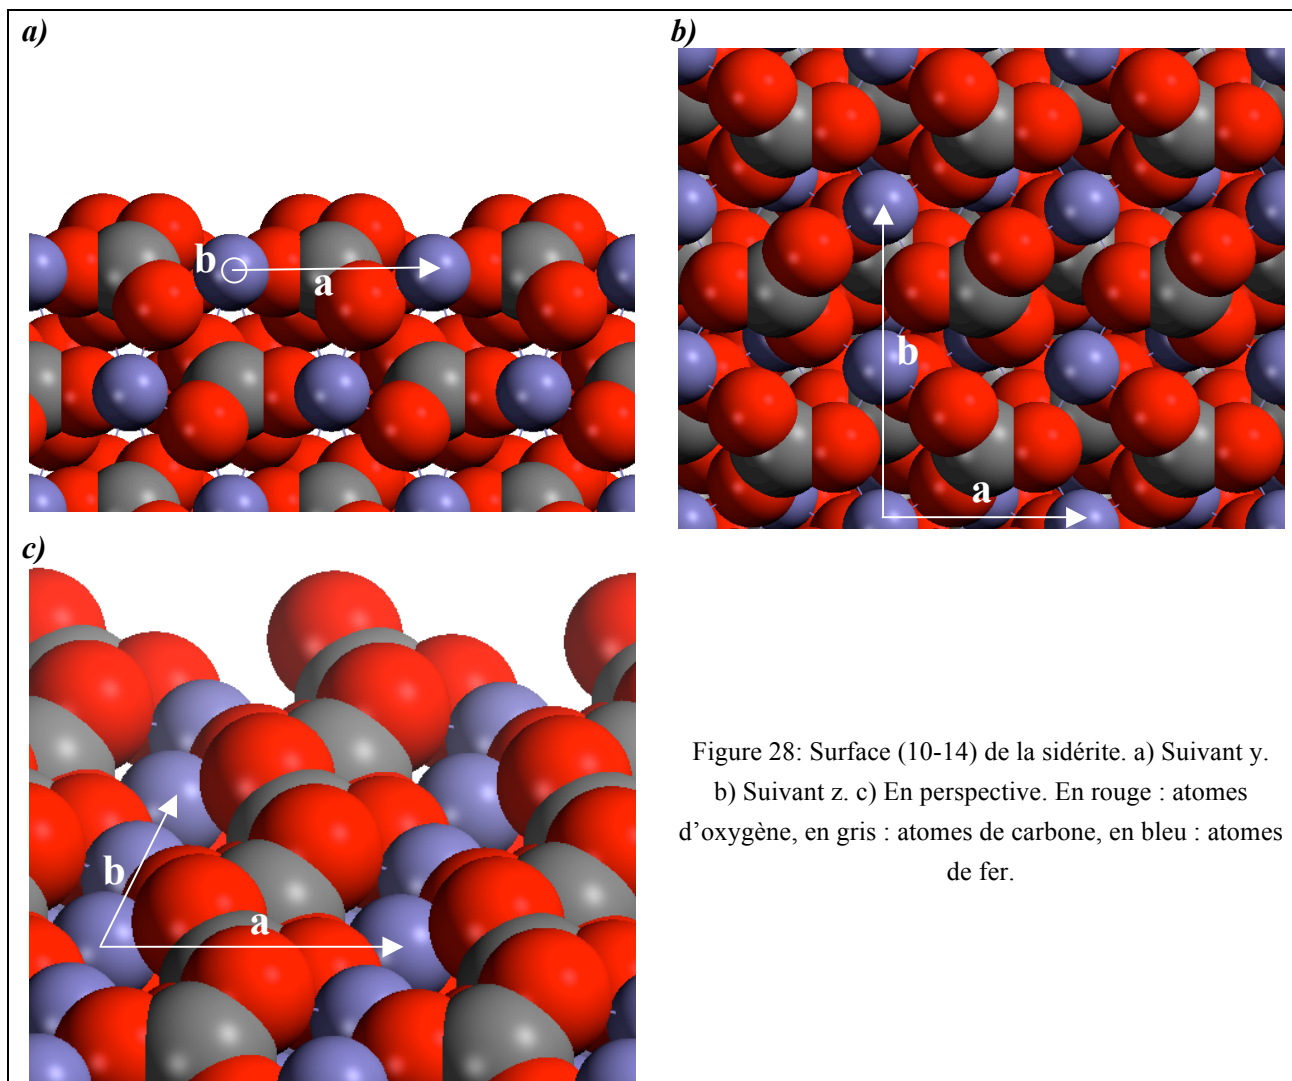 a)
b
a
b)
b
a
c)
b
a
Figure 28: Surface (10-14) de la sidérite. a) Suivant y.
b) Suivant z. c) En perspective. En rouge : atomes
d’oxygène, en gris : atomes de carbone, en bleu : atomes
de fer.